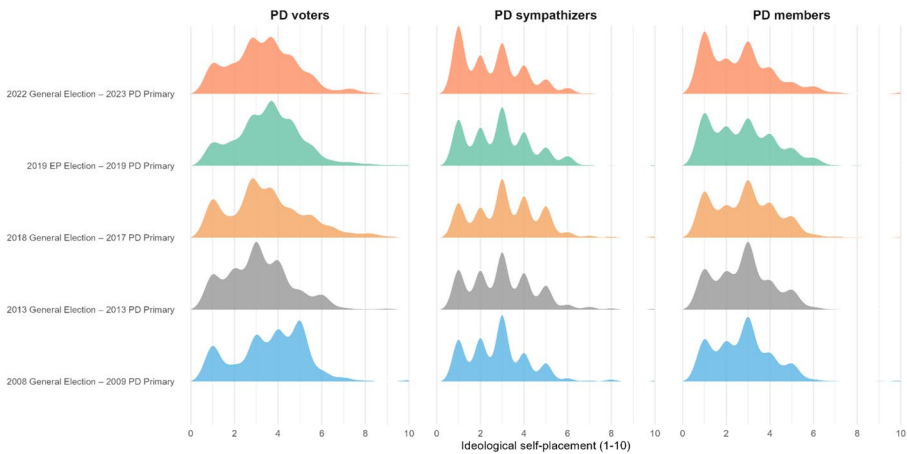 PD voters PD sympathizers PD members
2022 General Election – 2023 PD Primary
2019 EP Election – 2019 PD Primary
2018 General Election – 2017 PD Primary
2013 General Election – 2013 PD Primary
2008 General Election – 2009 PD Primary
0 2 4 6 8 10 0 2 4 6 8 10 0 2 4 6 8 10
Ideological self-placement (1-10)